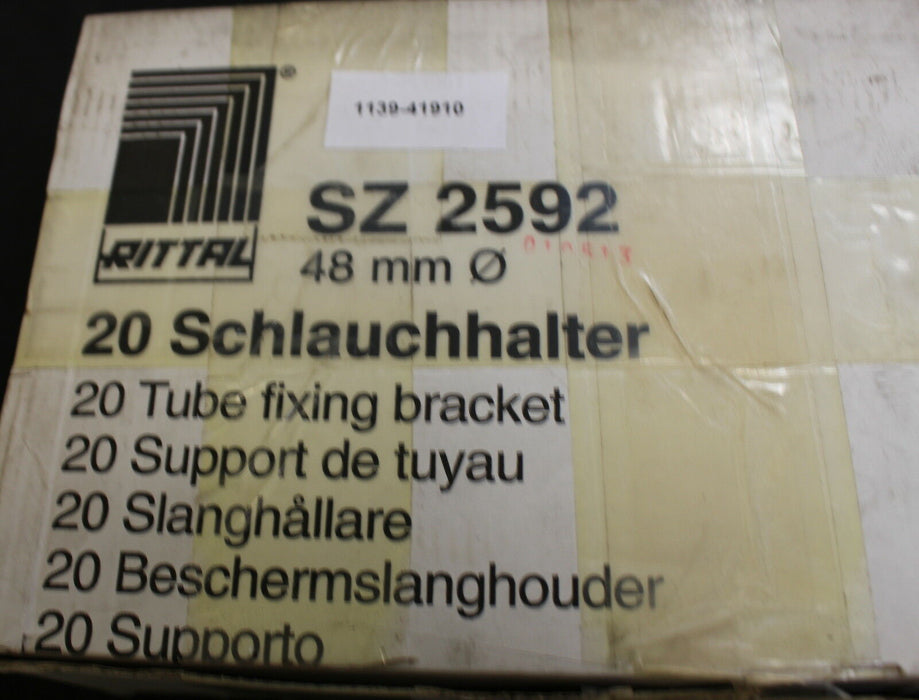 ®
1139-41910
SZ 2592
RITTAL
48 mm Ø
20 Schlauchhalter
20 Tube fixing bracket
20 Support de tuyau
20 Slanghållare
20 Beschermslanghouder
20 Supporto